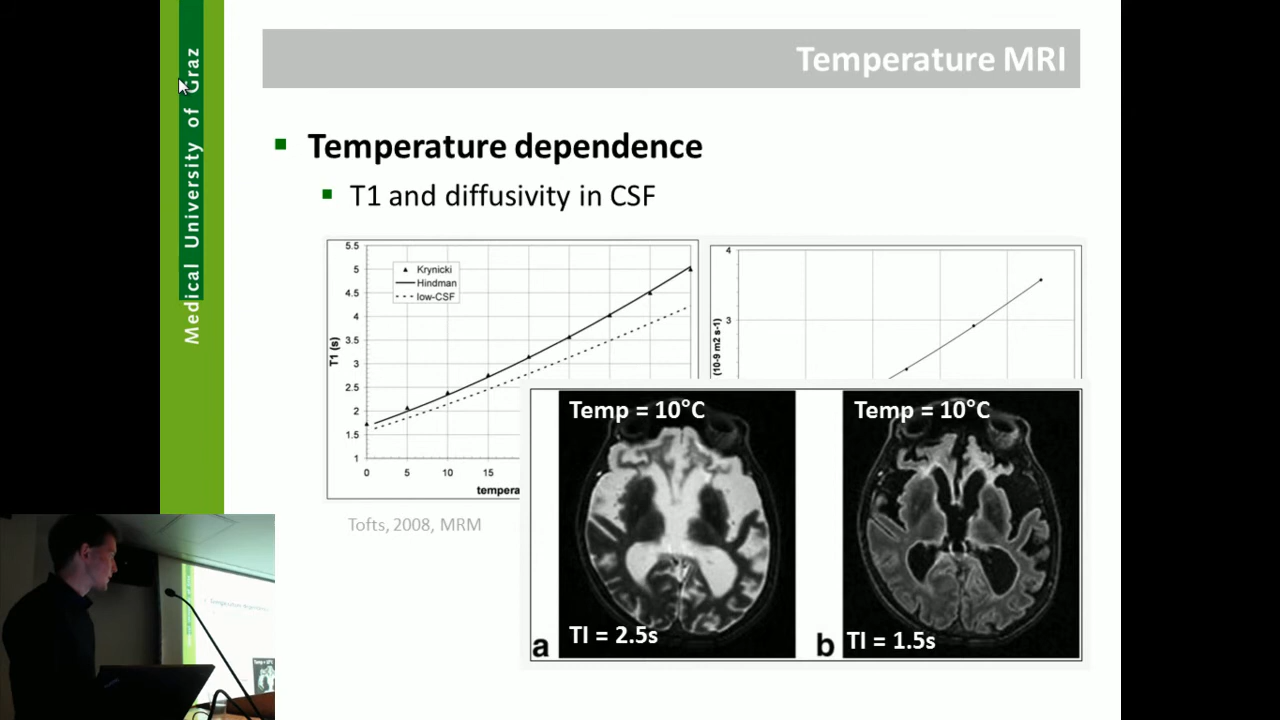 Medical University of Graz
Temperature MRI
Temperature dependence
T1 and diffusivity in CSF
5.5
5
4.5
4
3.5
3
2.5
2
1.5
1
T1 (s)
Krynicki
Hindman
low-CSF
0 5 10 15
tempera
4
3
(10-9 m2 s-1)
Tofts, 2008, MRM
Temp = 10°C
TI = 2.5s
a
Temp = 10°C
TI = 1.5s
b